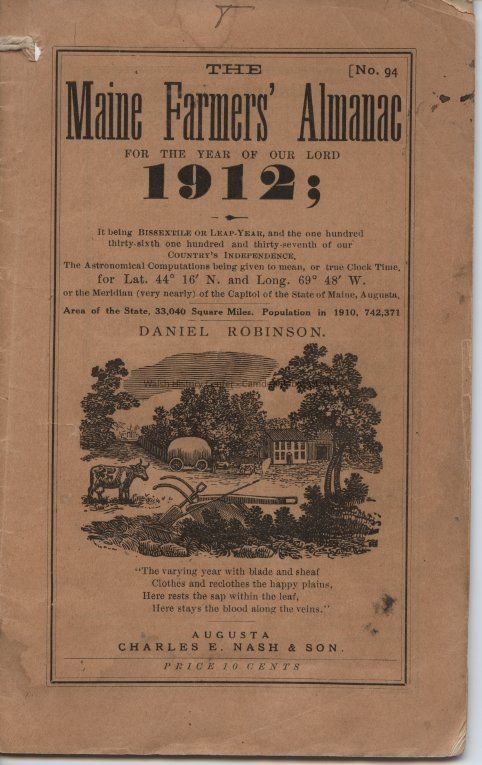 THE
[No. 94
Maine Farmers' Almanac
FOR THE YEAR OF OUR LORD
1912;
It being BISSEXTILE OR LEAP-YEAR, and the one hundred
thirty-sixth one hundred and thirty-seventh of our
COUNTRY'S INDEPENDENCE.
The Astronomical Computations being given to mean, or true Clock Time,
for Lat. 44° 16′ N. and Long. 69° 48′ W.
or the Meridian (very nearly) of the Capitol of the State of Maine, Augusta.
Area of the State, 33,040 Square Miles. Population in 1910, 742,371
DANIEL ROBINSON.
Walsh History Center - Camden
"The varying year with blade and sheaf
Clothes and reclothes the happy plains,
Here rests the sap within the leaf,
Here stays the blood along the veins."
AUGUSTA
CHARLES E. NASH & SON.
PRICE 10 CENTS